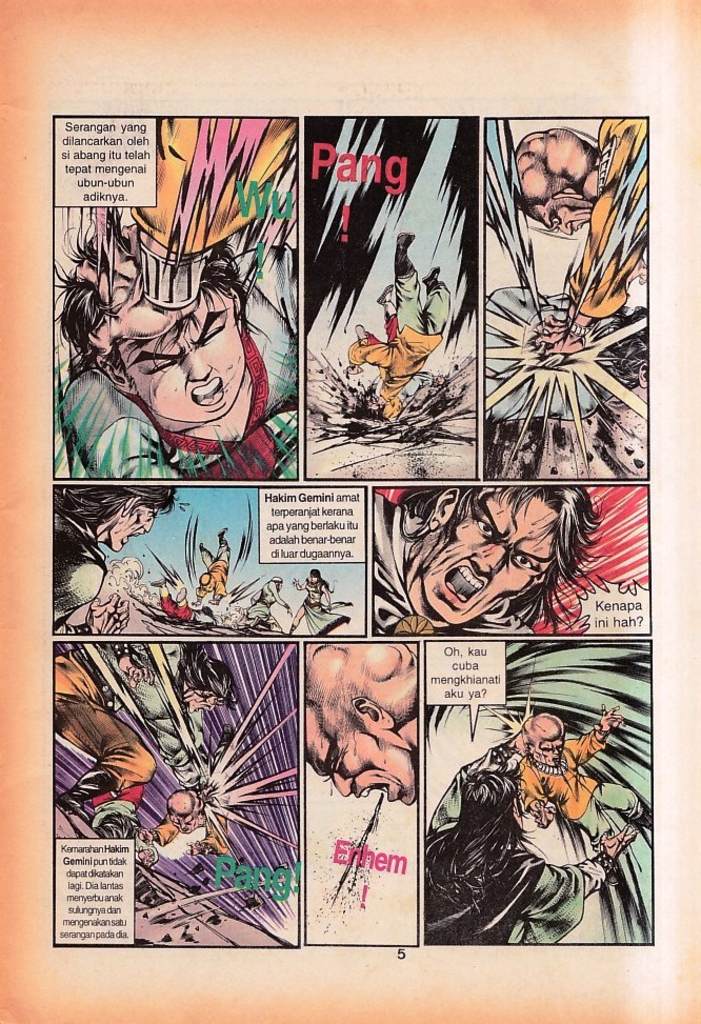 Serangan yang
dilancarkan oleh
si abang itu telah
tepat mengenai
ubun-ubun
adiknya.
Wu
!
Pang
!
Hakim Gemini amat
terperanjat kerana
apa yang berlaku itu
adalah benar-benar
di luar dugaannya.
Kenapa
ini hah?
Kemarahan Hakim
Gemini pun tidak
dapat dikatakan
lagi. Dia lantas
menyerbu anak
sulungnya dan
mengenakan satu
serangan pada dia.
Pang!
Enhem
!
Oh, kau
cuba
mengkhianati
aku ya?
5